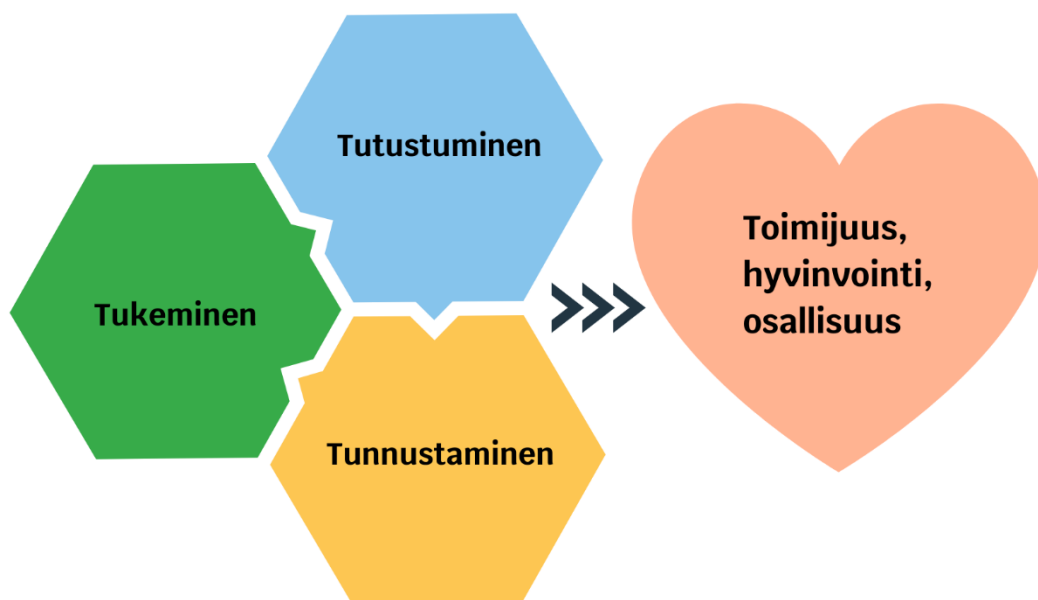 Tutustuminen
Tukeminen
Tunnustaminen
Toimijuus,
hyvinvointi,
osallisuus